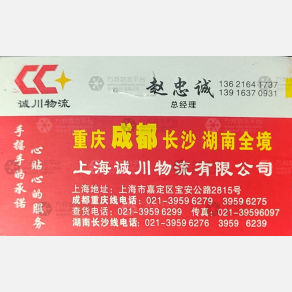 诚川物流
赵忠诚
总经理
136 2164 1737
139 1637 0931
手握手的承诺
心贴心的服务
重庆 成都 长沙 湖南全境
上海诚川物流有限公司
上海地址：上海市嘉定区宝安公路2815号
成都重庆线电话：021-3959 6279 3959 6275
查货电话：021-3959 6299 传真：021-39596097
湖南长沙线电话：021-3959 6276 3959 6239